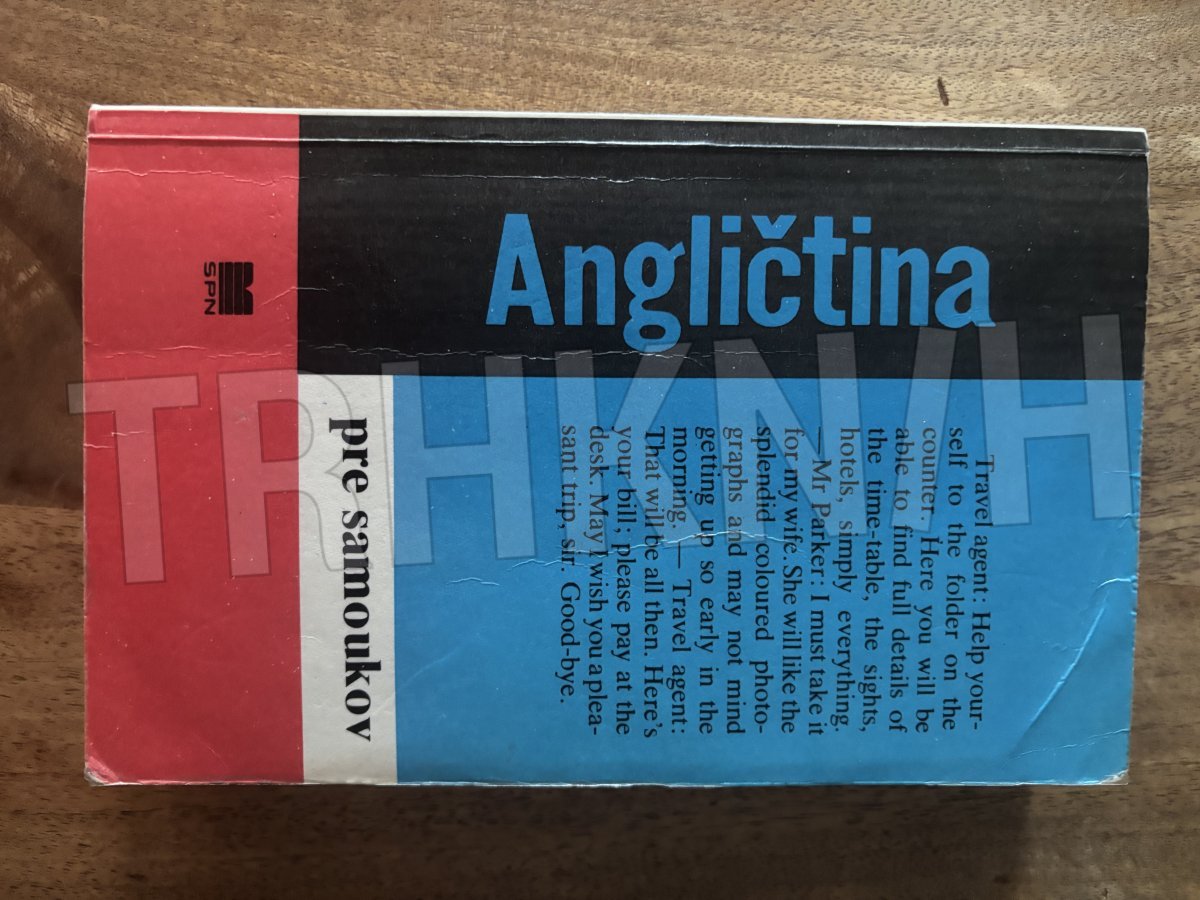 Angličtina
Travel agent: Help your-
self to the folder on the
counter. Here you will be
able to find full details of
the time-table, the sights,
hotels, simply everything.
— Mr Parker: I must take it
for my wife. She will like the
splendid coloured photo-
graphs and may not mind
getting up so early in the
morning. — Travel agent:
That will be all then. Here's
your bill; please pay at the
desk. May I wish you a plea-
sant trip, sir. Good-bye.
pre samoukov
SPN
TRHKNIH